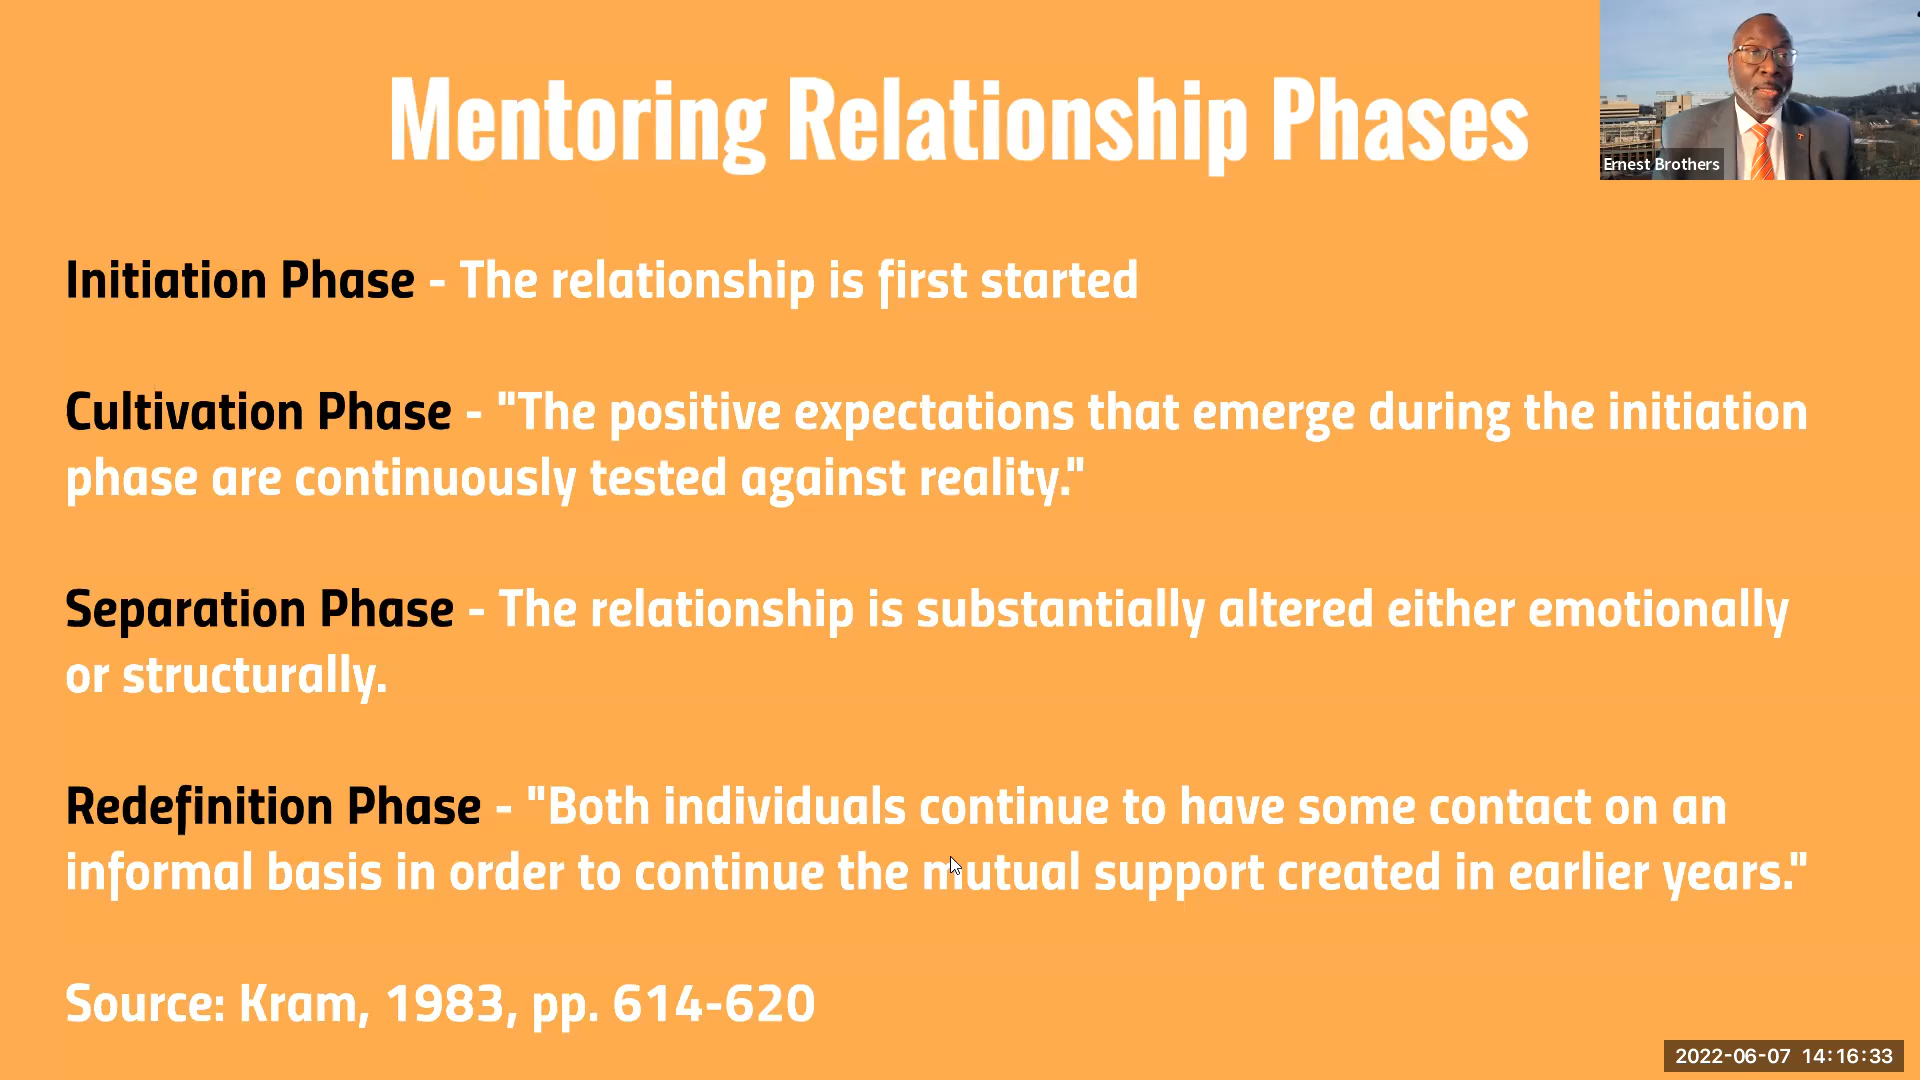 Mentoring Relationship Phases
Ernest Brothers
Initiation Phase - The relationship is first started
Cultivation Phase - "The positive expectations that emerge during the initiation
phase are continuously tested against reality."
Separation Phase - The relationship is substantially altered either emotionally
or structurally.
Redefinition Phase - "Both individuals continue to have some contact on an
informal basis in order to continue the mutual support created in earlier years."
Source: Kram, 1983, pp. 614-620
2022-06-07 14:16:33